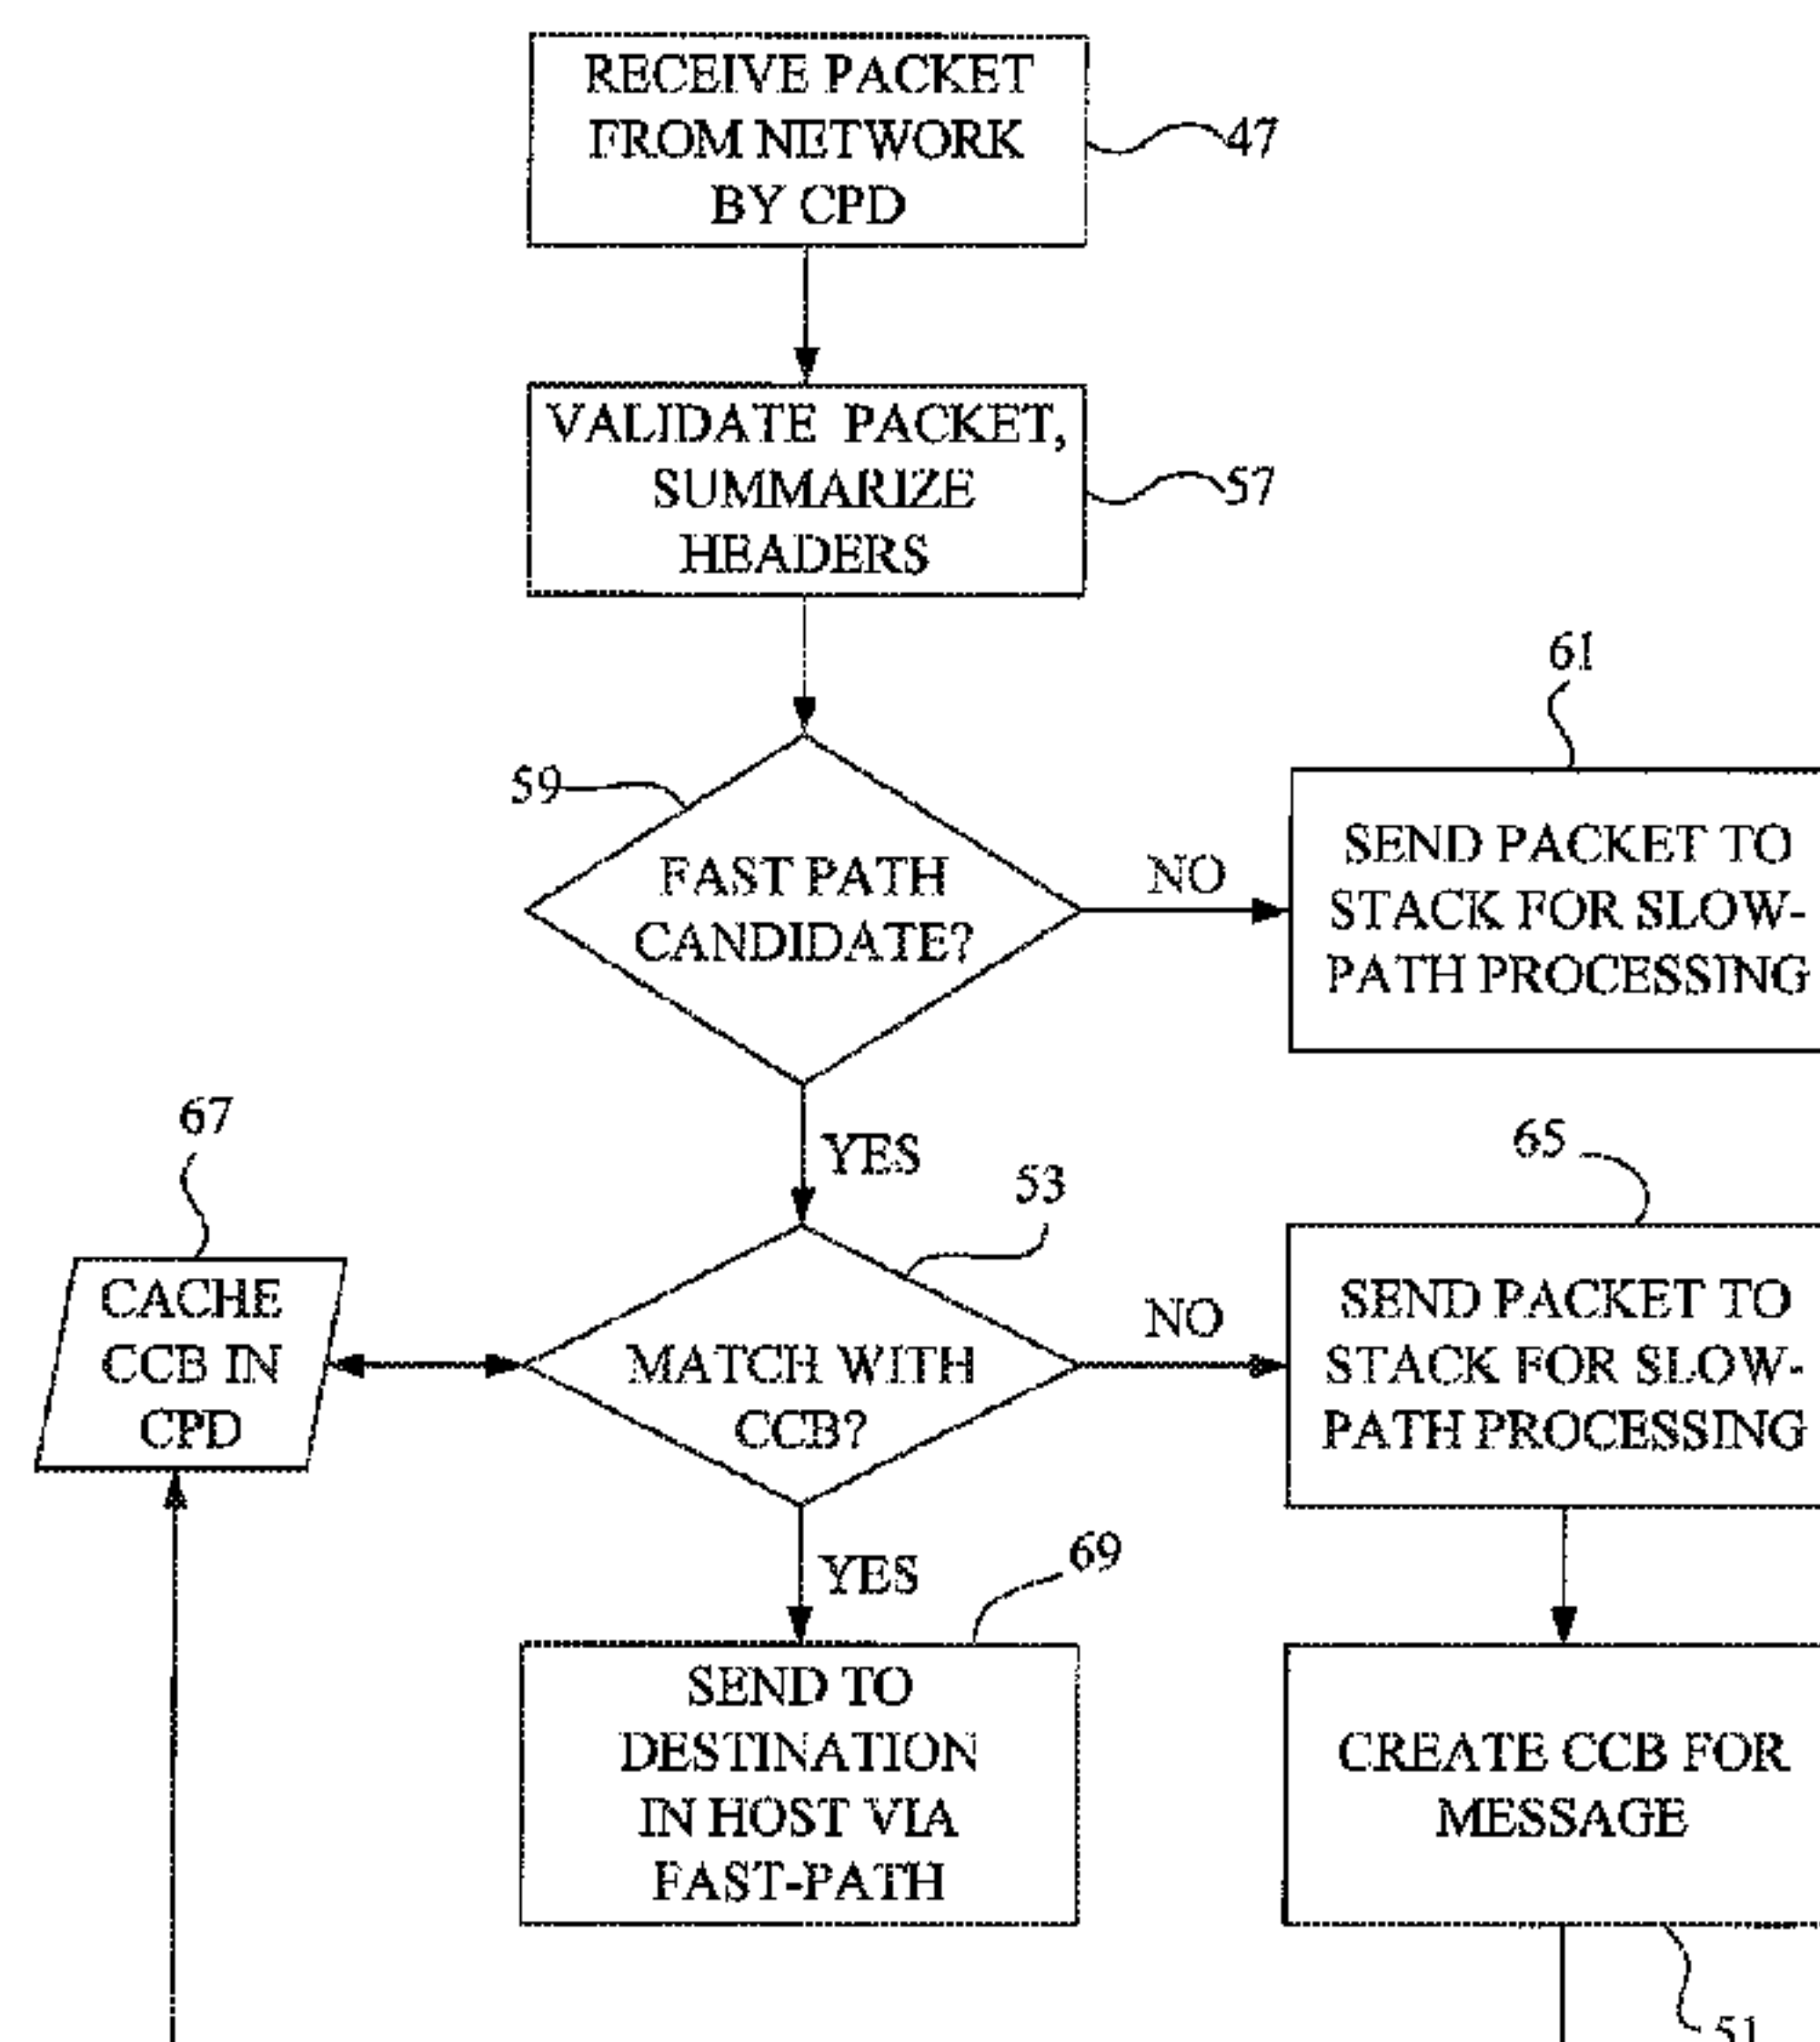 RECEIVE PACKET
FROM NETWORK
BY CPD
47
VALIDATE PACKET,
SUMMARIZE
HEADERS
57
61
59
FAST PATH
CANDIDATE?
NO
SEND PACKET TO
STACK FOR SLOW-
PATH PROCESSING
67
YES
53
65
CACHE
CCB IN
CPD
MATCH WITH
CCB?
NO
SEND PACKET TO
STACK FOR SLOW-
PATH PROCESSING
YES
69
SEND TO
DESTINATION
IN HOST VIA
FAST-PATH
CREATE CCB FOR
MESSAGE
51